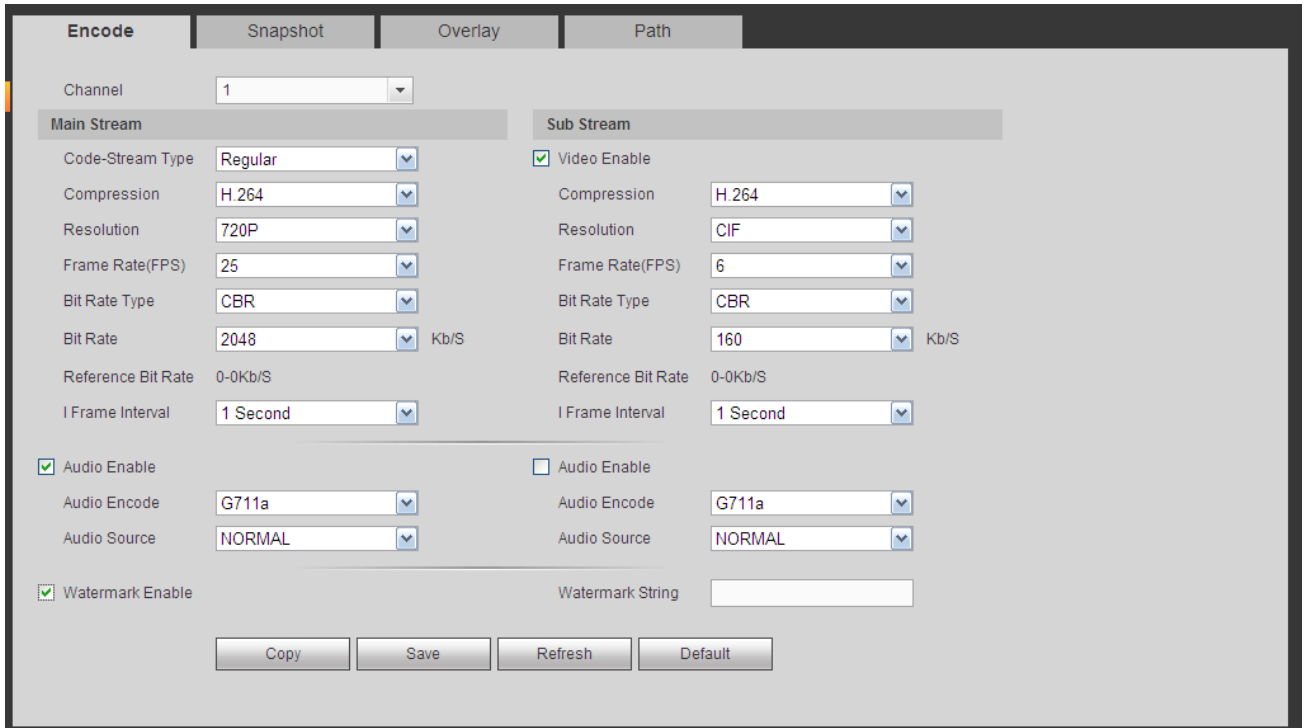 Encode Snapshot Overlay Path
Channel 1
Main Stream Sub Stream
Code-Stream Type Regular Video Enable
Compression H.264 Compression H.264
Resolution 720P Resolution CIF
Frame Rate(FPS) 25 Frame Rate(FPS) 6
Bit Rate Type CBR Bit Rate Type CBR
Bit Rate 2048 Kb/S Bit Rate 160 Kb/S
Reference Bit Rate 0-0Kb/S Reference Bit Rate 0-0Kb/S
I Frame Interval 1 Second I Frame Interval 1 Second
Audio Enable Audio Enable
Audio Encode G711a Audio Encode G711a
Audio Source NORMAL Audio Source NORMAL
Watermark Enable Watermark String
Copy Save Refresh Default